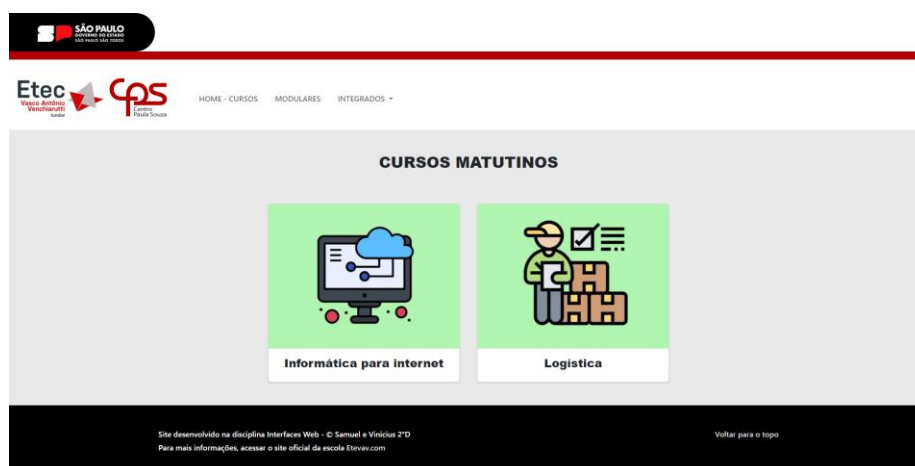 SÃO PAULO
GOVERNO DO ESTADO
SÃO PAULO SÃO TODOS
Etec
Vasco Antônio
Venchiarutti
Jundiaí
CPS
Centro
Paula Souza
HOME - CURSOS MODULARES INTEGRADOS
CURSOS MATUTINOS
Informática para internet
Logística
Site desenvolvido na disciplina Interfaces Web - © Samuel e Vinicius 2°D
Para mais informações, acessar o site oficial da escola Etevav.com
Voltar para o topo